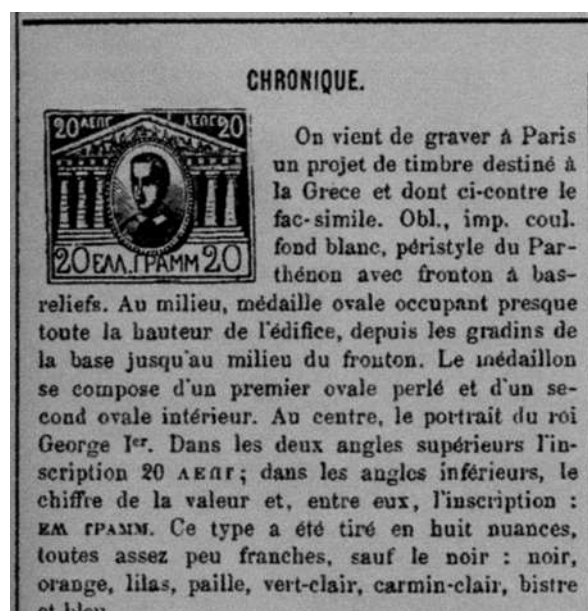 CHRONIQUE.
20 ΛΕΠΓ ΛΕΠΓ 20
20 ΕΛΛ. ΓΡΑΜΜ 20
On vient de graver à Paris
un projet de timbre destiné à
la Grèce et dont ci-contre le
fac-simile. Obl., imp. coul.
fond blanc, péristyle du Par-
thénon avec fronton à bas-
reliefs. Au milieu, médaille ovale occupant presque
toute la hauteur de l'édifice, depuis les gradins de
la base jusqu'au milieu du fronton. Le médaillon
se compose d'un premier ovale perlé et d'un se-
cond ovale intérieur. Au centre, le portrait du roi
George Ier. Dans les deux angles supérieurs l'in-
scription 20 ΛΕΠΓ; dans les angles inférieurs, le
chiffre de la valeur et, entre eux, l'inscription :
ΕΜ ΓΡΑΜΜ. Ce type a été tiré en huit nuances,
toutes assez peu franches, sauf le noir : noir,
orange, lilas, paille, vert-clair, carmin-clair, bistre
et bleu